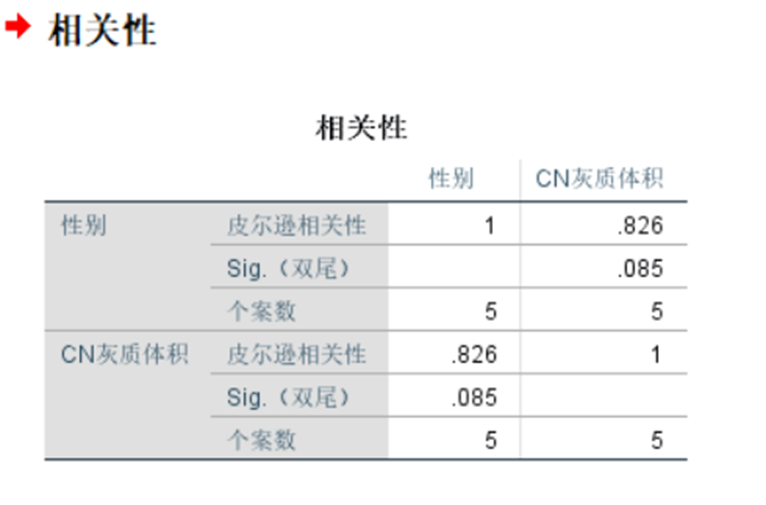 相关性
相关性
性别 CN灰质体积
性别 皮尔逊相关性 1 .826
Sig.（双尾） .085
个案数 5 5
CN灰质体积 皮尔逊相关性 .826 1
Sig.（双尾） .085
个案数 5 5